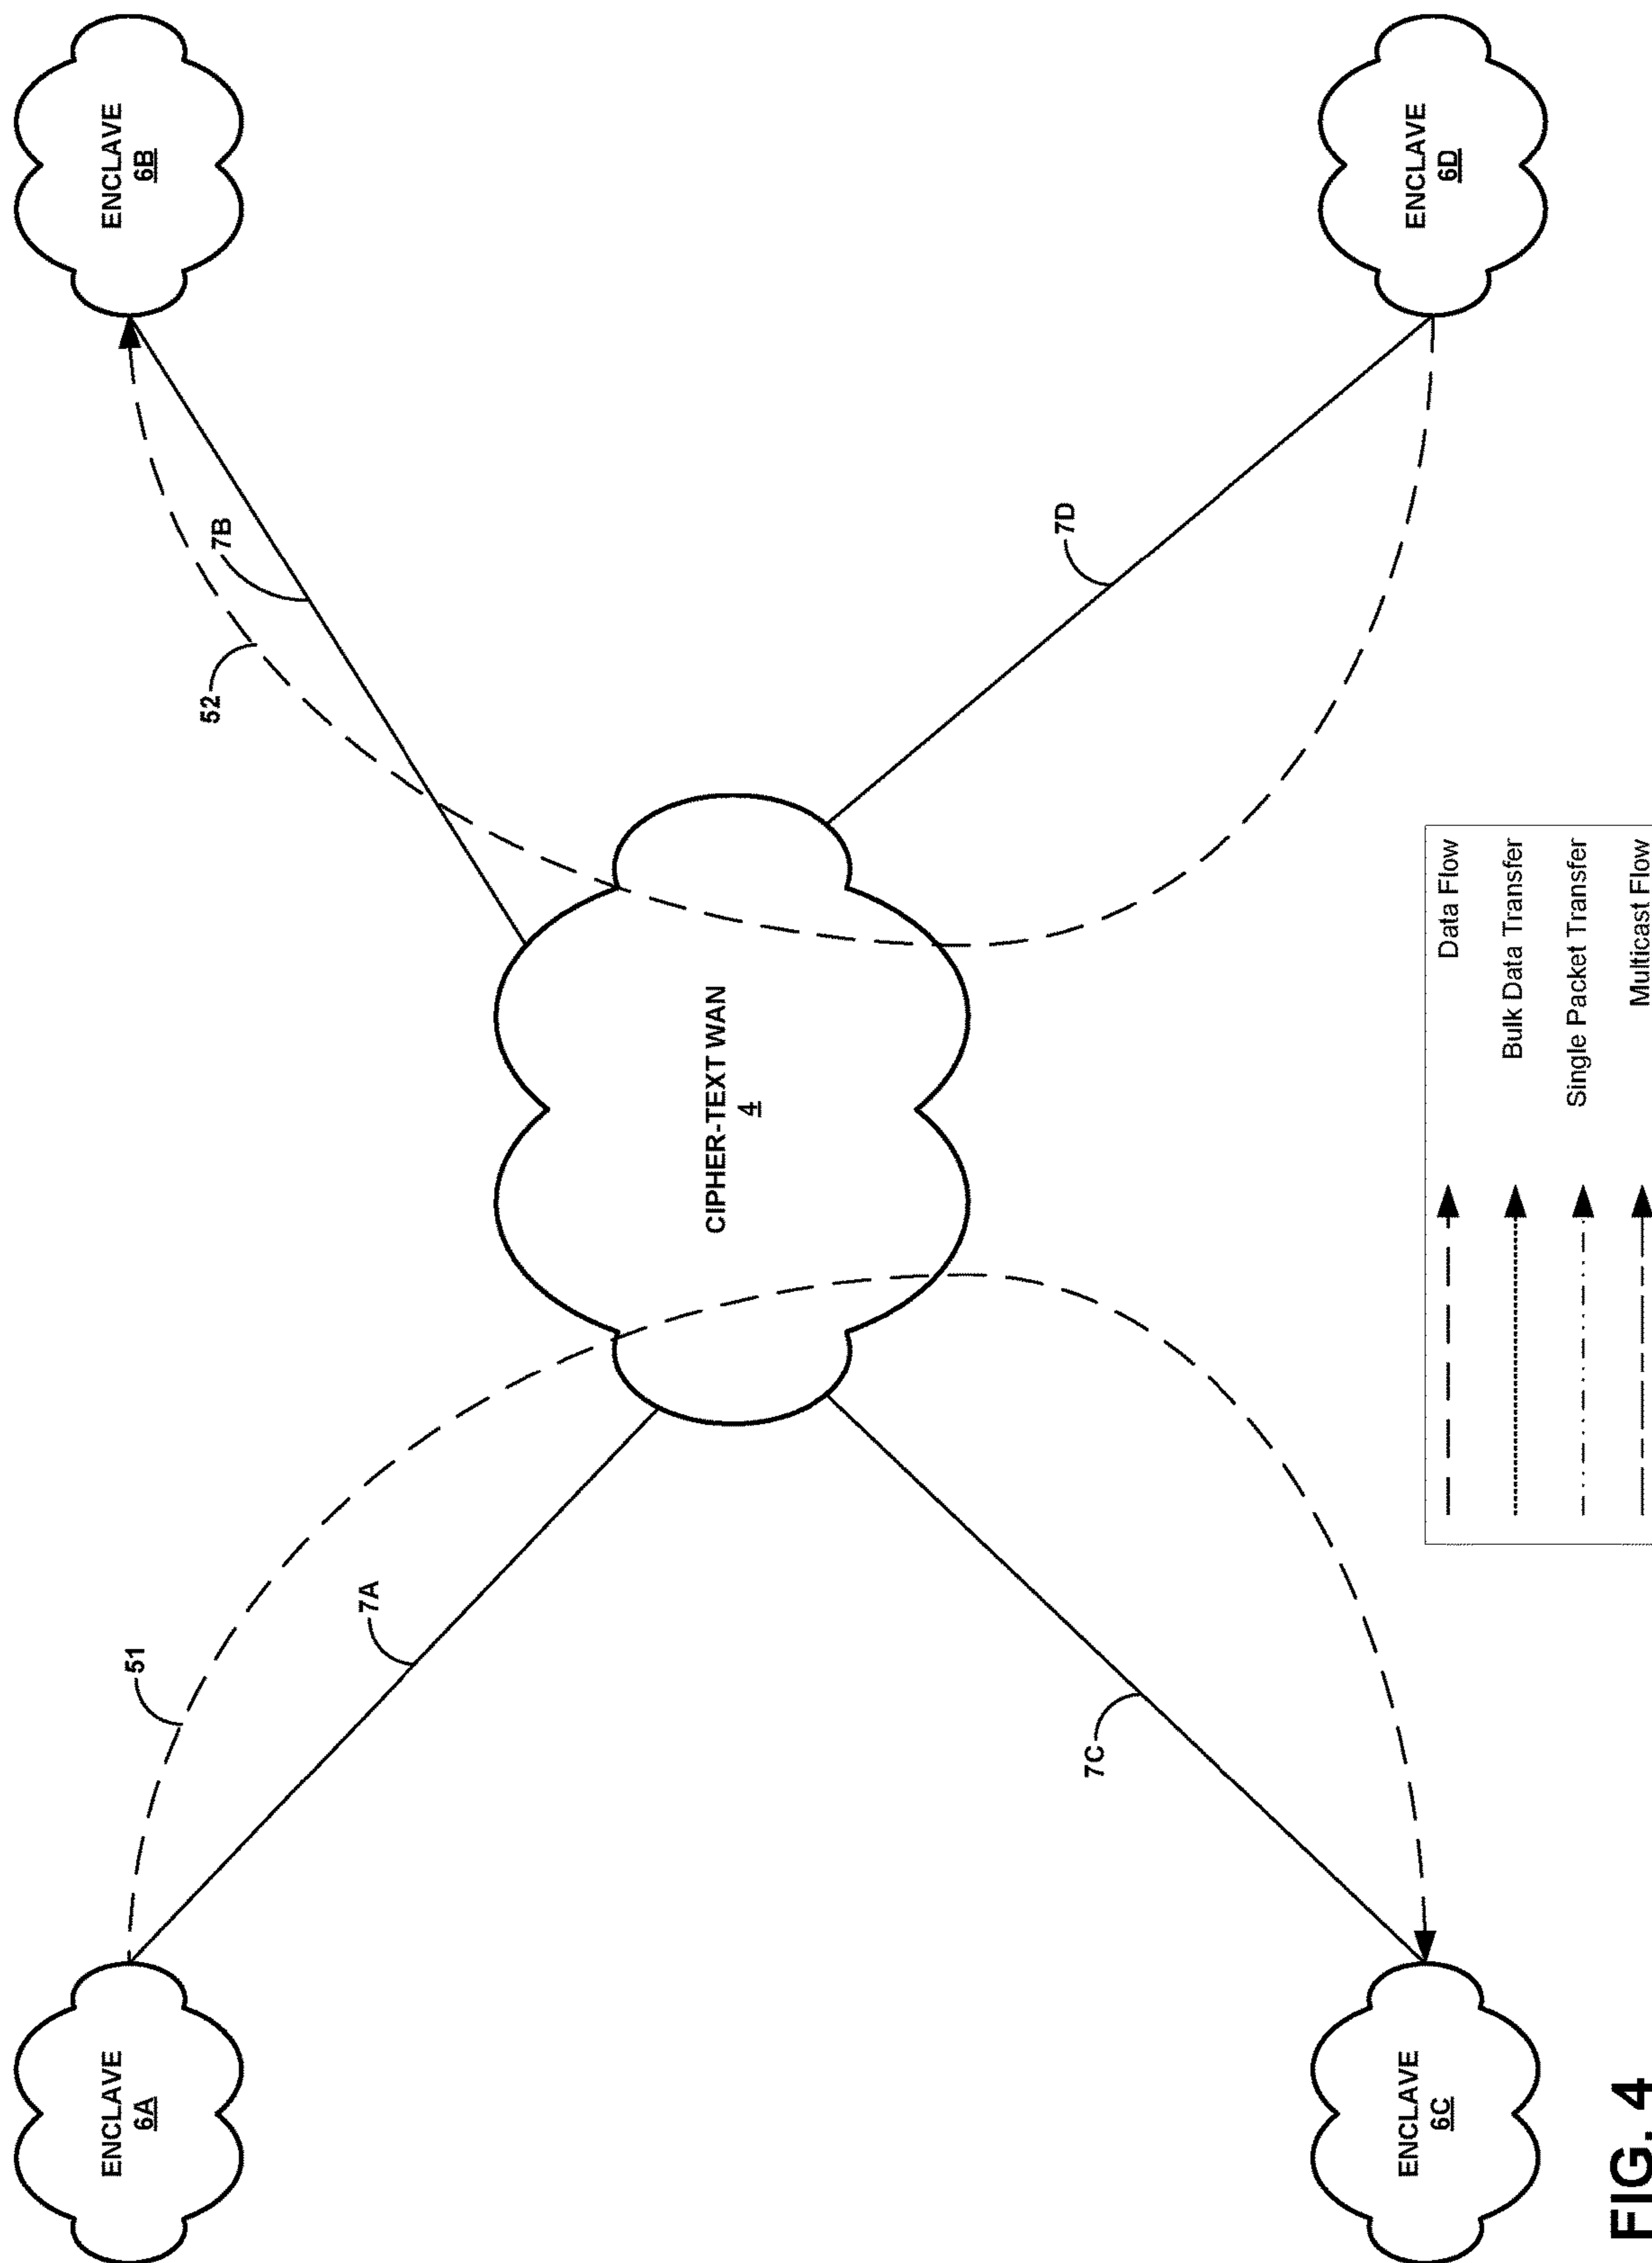 ENCLAVE
6A
ENCLAVE
6B
51
52
7A
7B
CIPHER-TEXT WAN
4
7C
7D
ENCLAVE
6C
ENCLAVE
6D
Data Flow
Bulk Data Transfer
Single Packet Transfer
Multicast Flow
FIG. 4